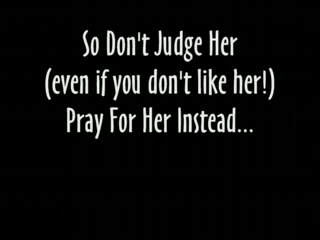 So Don't Judge Her
(even if you don't like her!)
Pray For Her Instead...